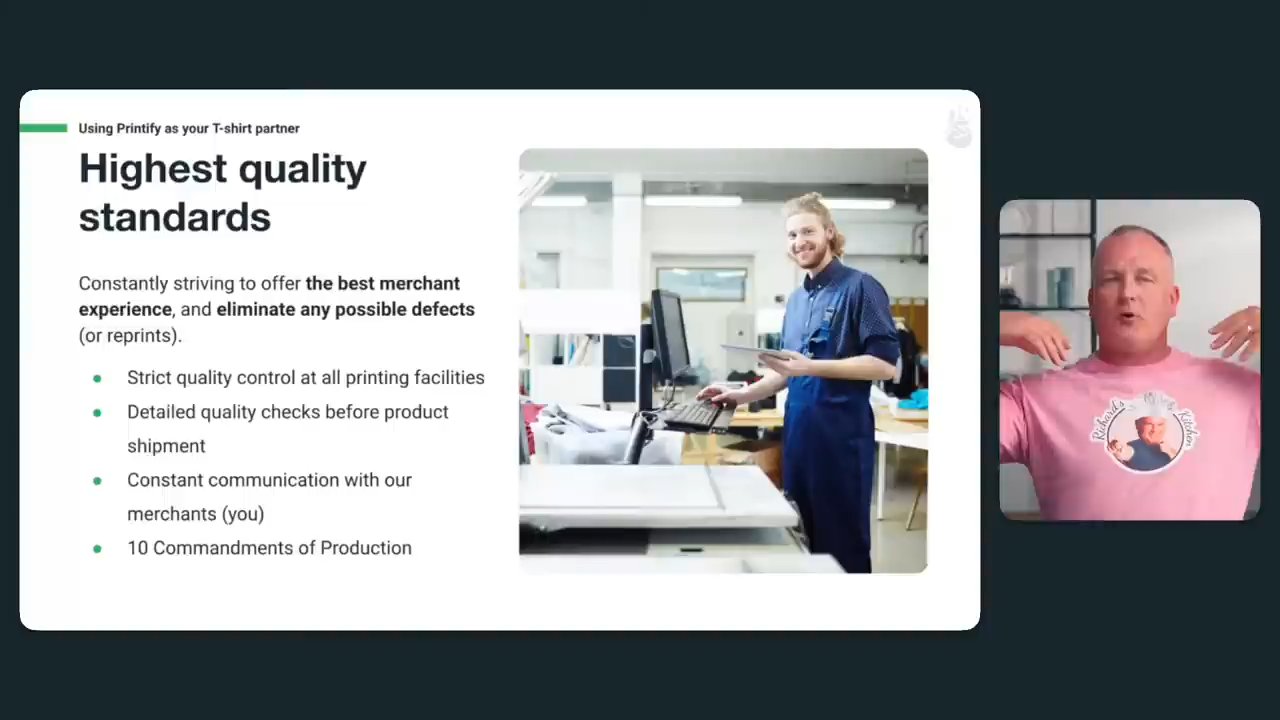 Using Printify as your T-shirt partner
Highest quality
standards
Constantly striving to offer the best merchant
experience, and eliminate any possible defects
(or reprints).
Strict quality control at all printing facilities
Detailed quality checks before product
shipment
Constant communication with our
merchants (you)
10 Commandments of Production
Richard's Kitchen